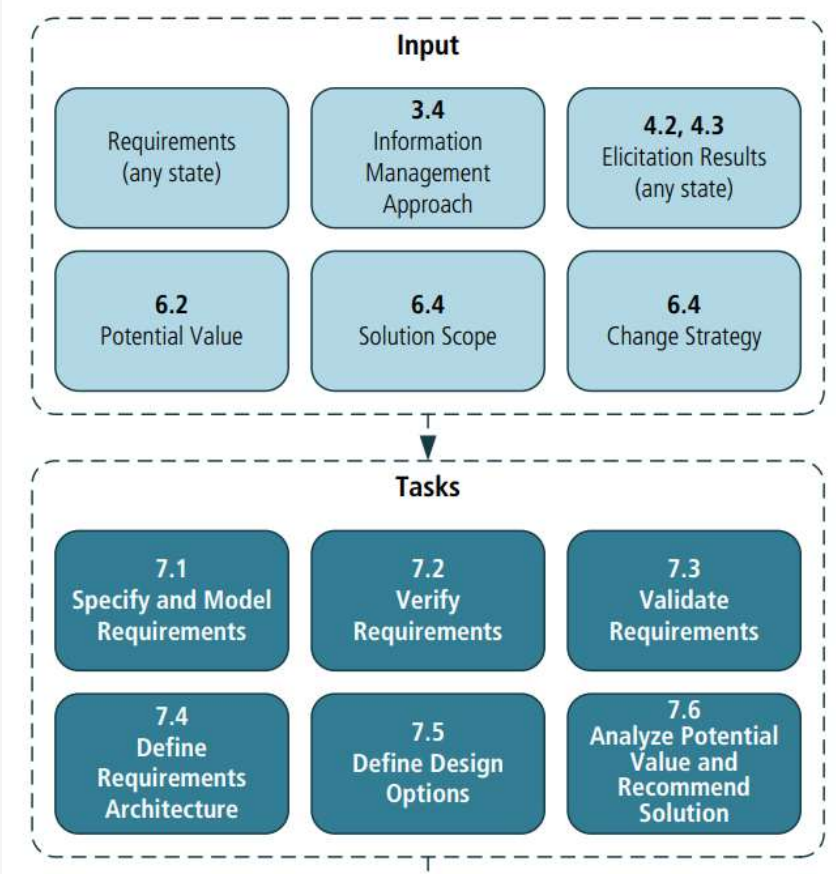 Input
Requirements
(any state)
3.4
Information
Management
Approach
4.2, 4.3
Elicitation Results
(any state)
6.2
Potential Value
6.4
Solution Scope
6.4
Change Strategy
Tasks
7.1
Specify and Model
Requirements
7.2
Verify
Requirements
7.3
Validate
Requirements
7.4
Define
Requirements
Architecture
7.5
Define Design
Options
7.6
Analyze Potential
Value and
Recommend
Solution